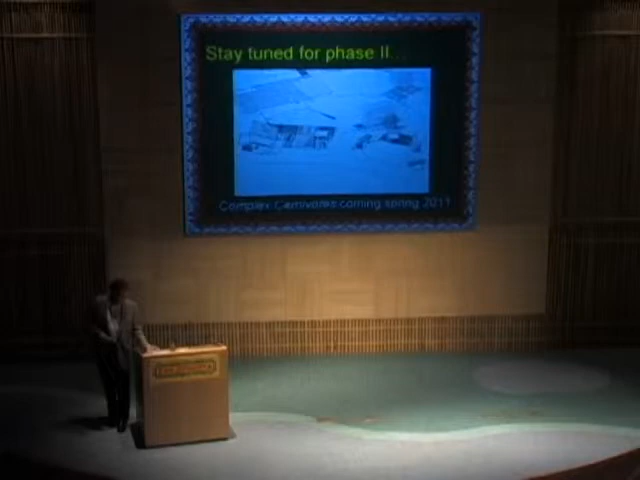 Stay tuned for phase II...
Complex Carnivores coming spring 2011